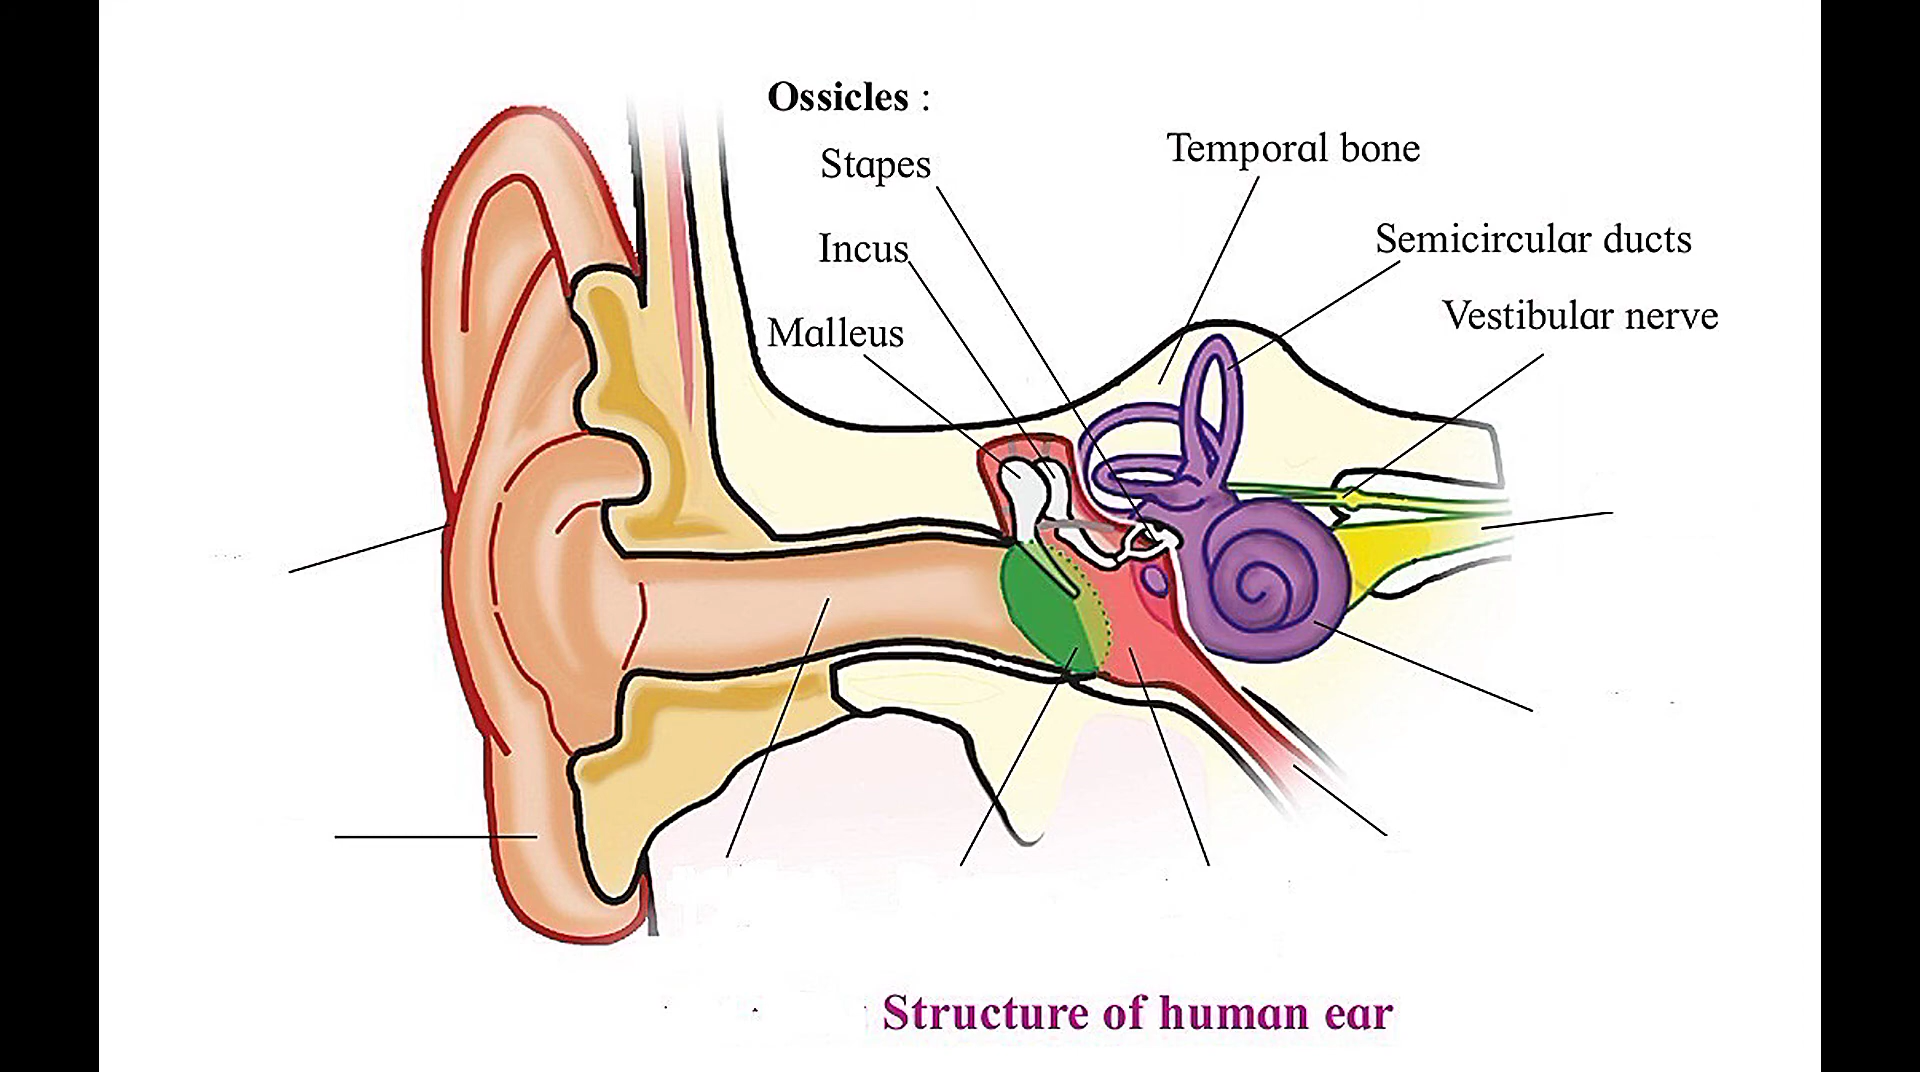 Ossicles :
Stapes
Incus
Malleus
Temporal bone
Semicircular ducts
Vestibular nerve
Structure of human ear